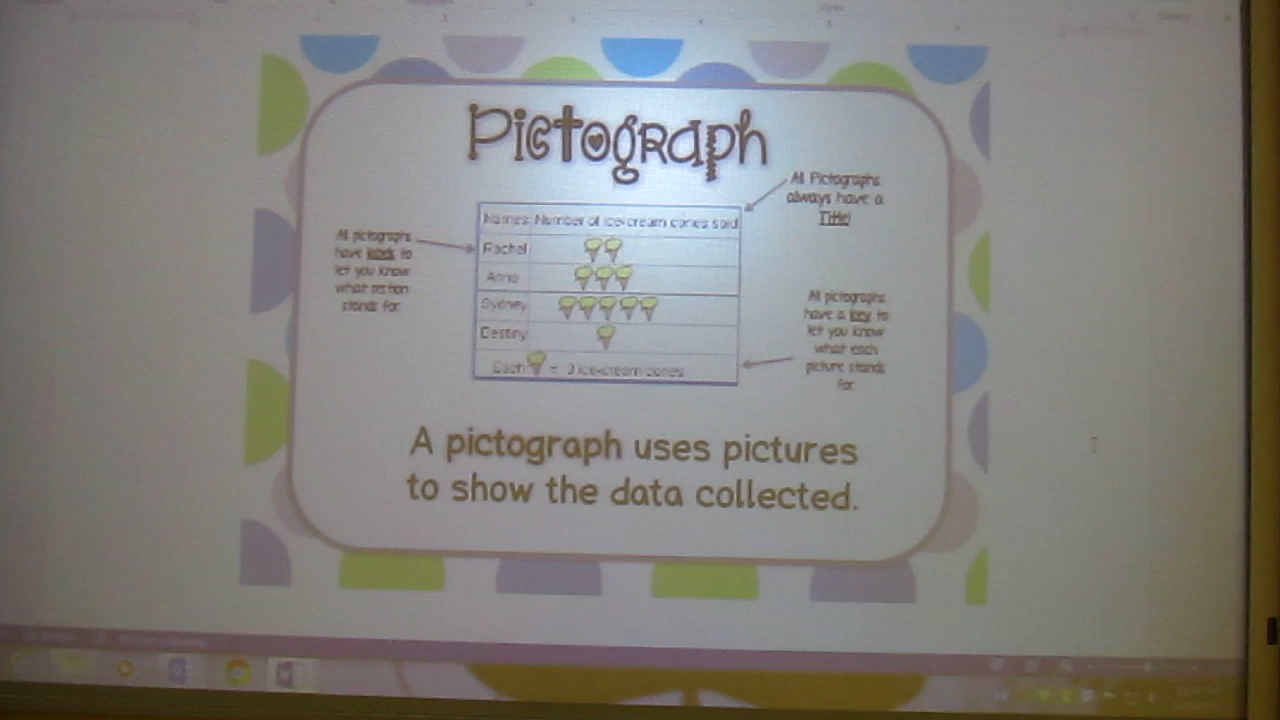 Pictograph
All Pictographs
always have a
Title!
All pictographs
have labels to
let you know
what section
stands for.
Names Number of ice-cream cones sold
Rachel
Anna
Sydney
Destiny
Each = 3 ice-cream cones
All pictographs
have a key to
let you know
what each
picture stands
for.
A pictograph uses pictures
to show the data collected.